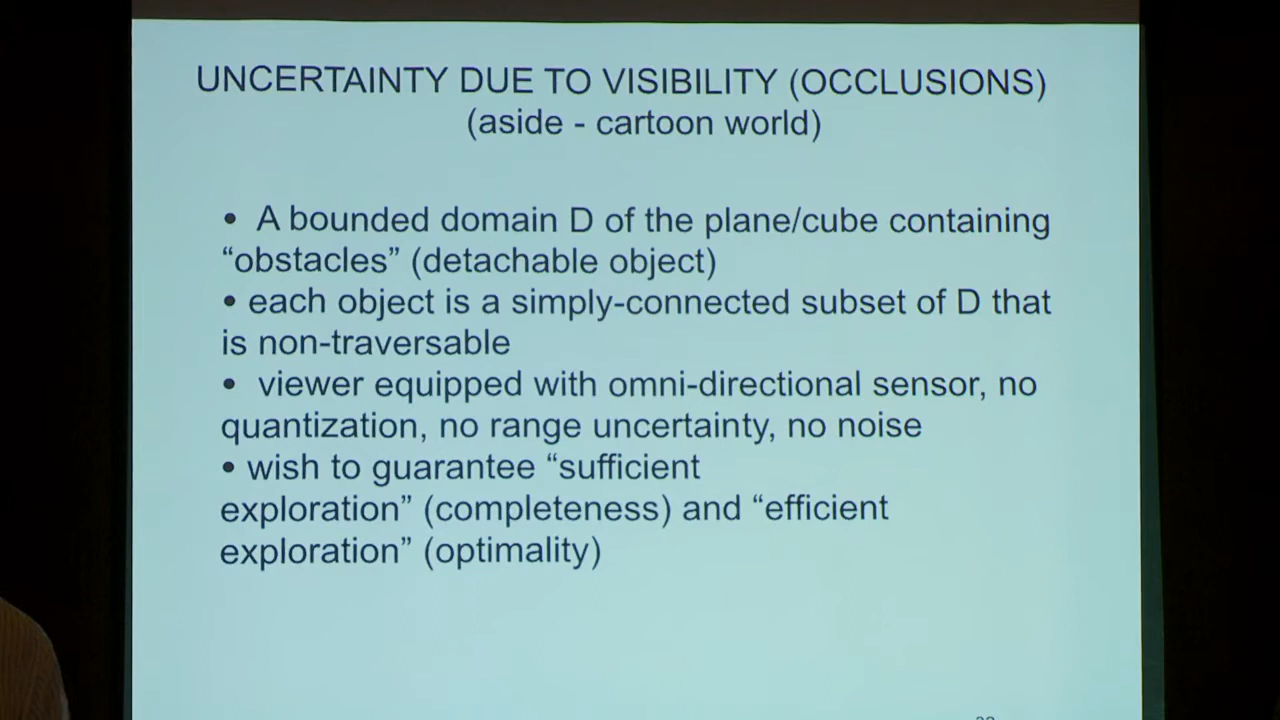 UNCERTAINTY DUE TO VISIBILITY (OCCLUSIONS)
(aside - cartoon world)
• A bounded domain D of the plane/cube containing
“obstacles” (detachable object)
• each object is a simply-connected subset of D that
is non-traversable
• viewer equipped with omni-directional sensor, no
quantization, no range uncertainty, no noise
• wish to guarantee “sufficient
exploration” (completeness) and “efficient
exploration” (optimality)